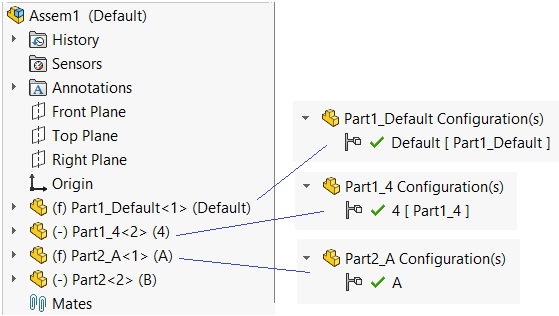 Assem1 (Default)
History
Sensors
Annotations
Front Plane
Top Plane
Right Plane
Origin
(f) Part1_Default<1> (Default)
(-) Part1_4<2> (4)
(f) Part2_A<1> (A)
(-) Part2<2> (B)
Mates
Part1_Default Configuration(s)
Default [ Part1_Default ]
Part1_4 Configuration(s)
4 [ Part1_4 ]
Part2_A Configuration(s)
A